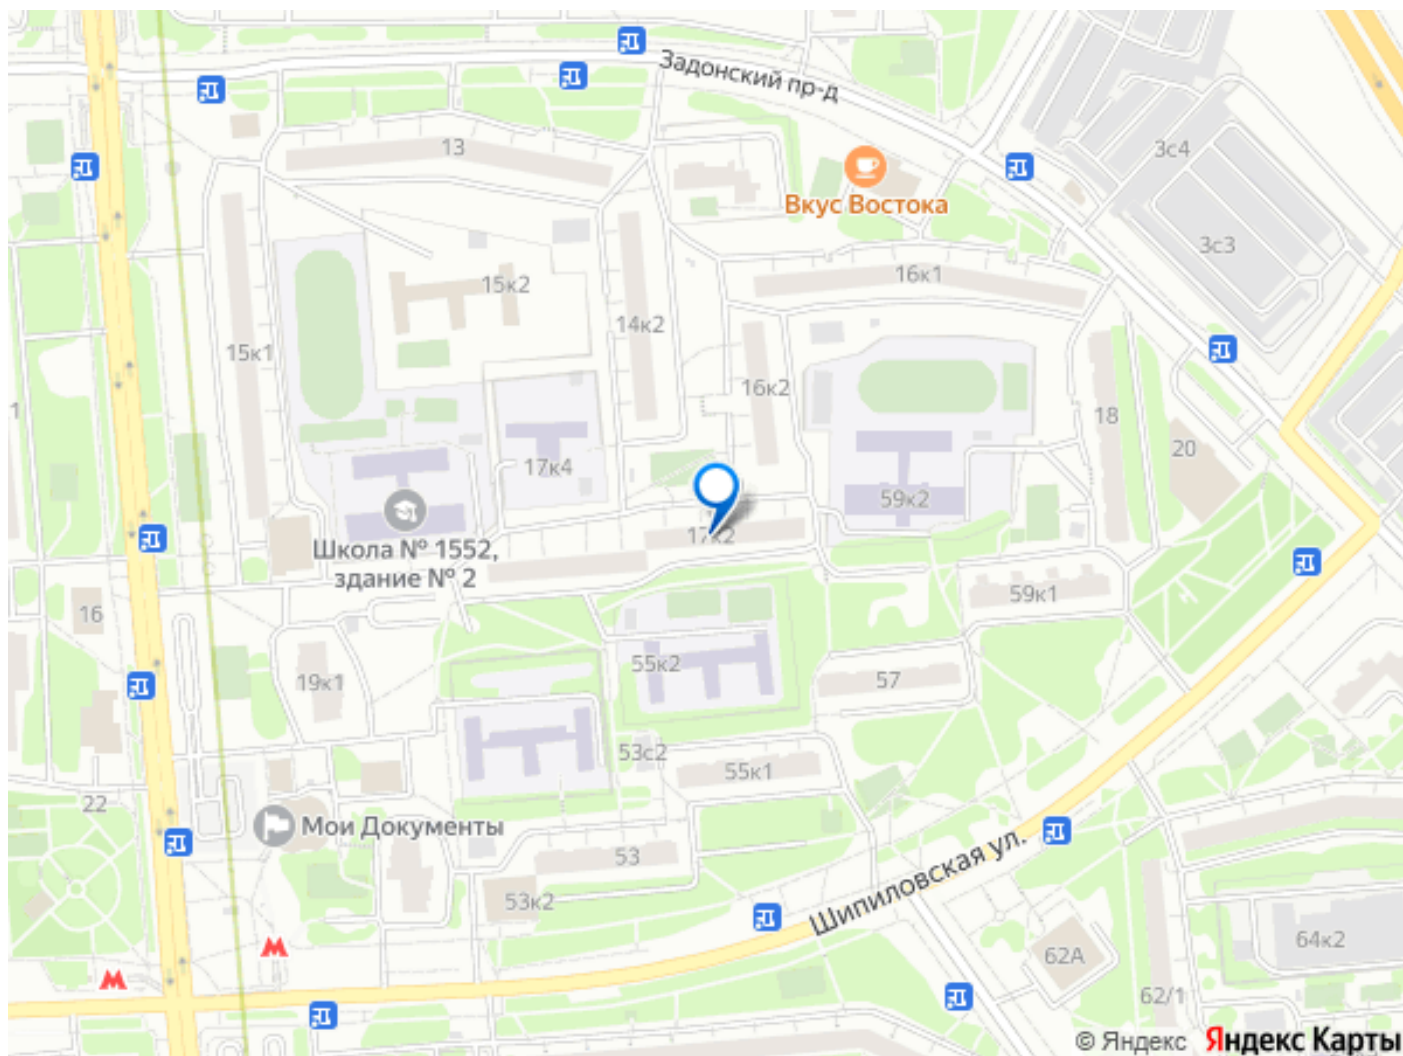 Задонский пр-д
13
3с4
Вкус Востока
3с3
15к2
16к1
14к2
15к1
16к2
1
18
20
17к4
59к2
17к2
Школа № 1552,
здание № 2
59к1
16
55к2
57
19к1
53с2
55к1
22
Мои Документы
53
Шипиловская ул.
53к2
64к2
62А
62/1
© Яндекс Яндекс Карты